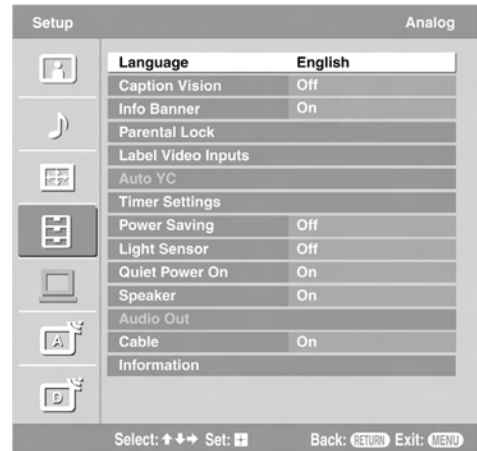 Setup Analog
Language English
Caption Vision Off
Info Banner On
Parental Lock
Label Video Inputs
Auto YC
Timer Settings
Power Saving Off
Light Sensor Off
Quiet Power On On
Speaker On
Audio Out
A
Cable On
Information
D
Select: Set: Back: RETURN Exit: MENU